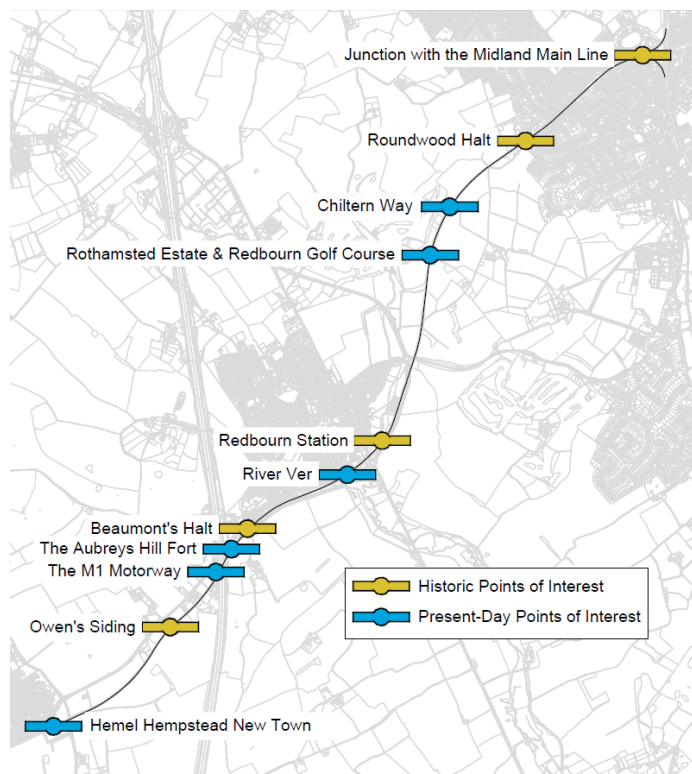 Junction with the Midland Main Line
Roundwood Halt
Chiltern Way
Rothamsted Estate & Redbourn Golf Course
Redbourn Station
River Ver
Beaumont's Halt
The Aubreys Hill Fort
The M1 Motorway
Historic Points of Interest
Present-Day Points of Interest
Owen's Siding
Hemel Hempstead New Town